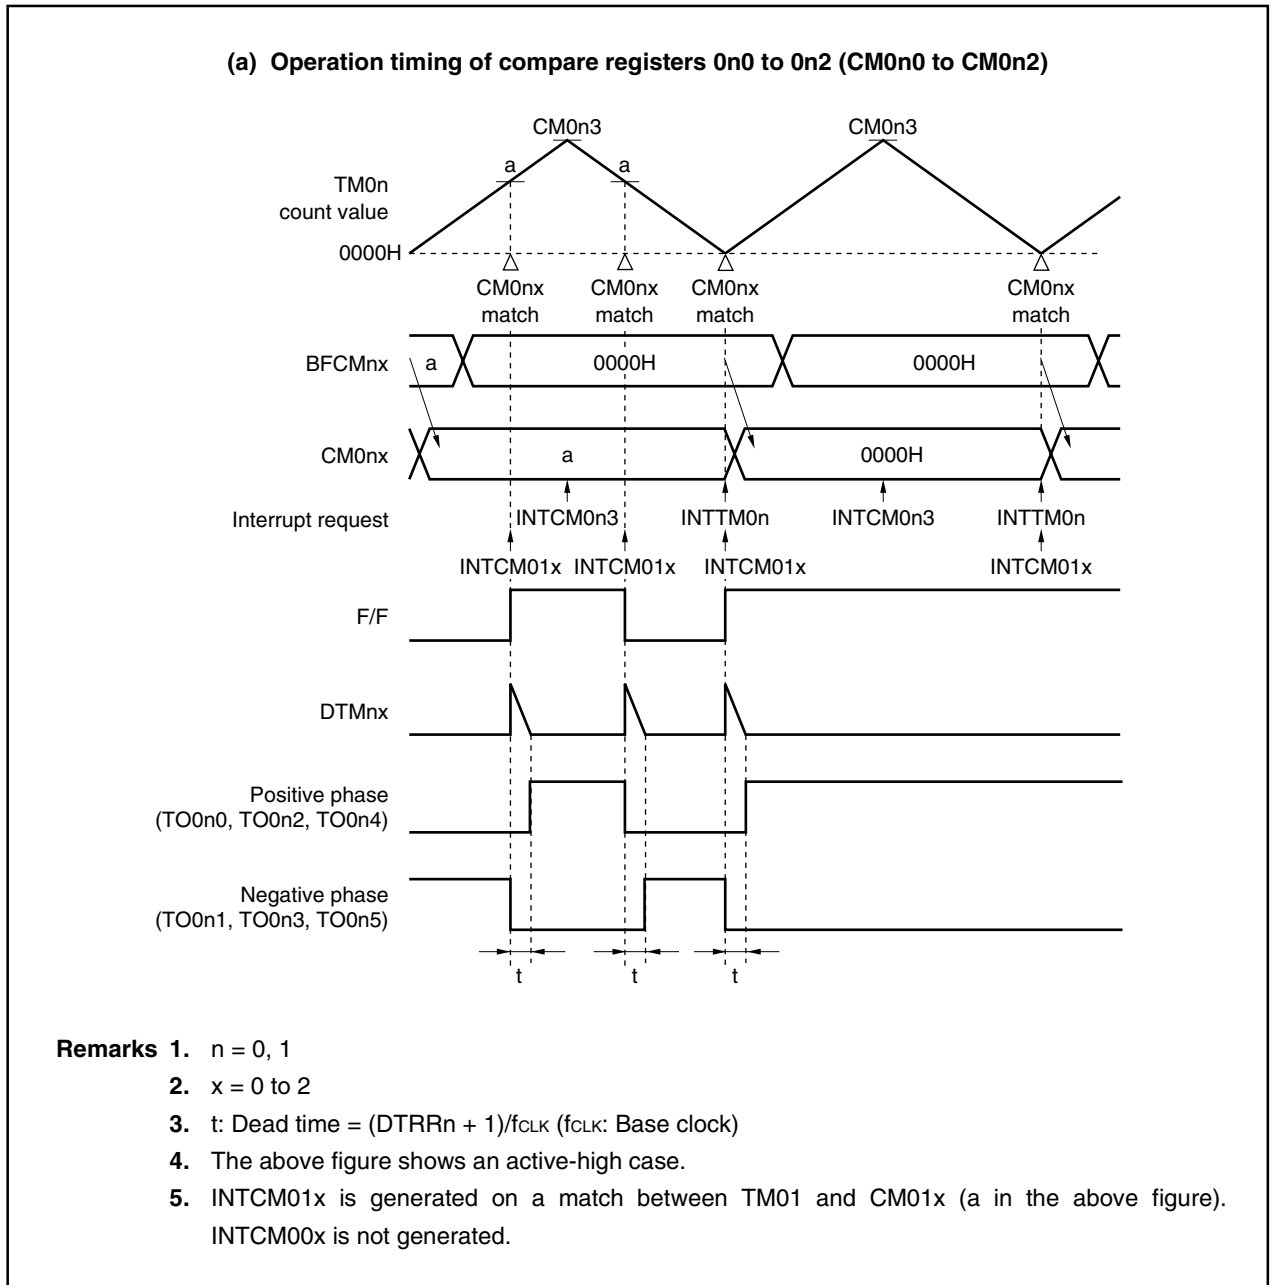 (a) Operation timing of compare registers 0n0 to 0n2 (CM0n0 to CM0n2)
CM0n3 CM0n3
a a
TM0n
count value
0000H
CM0nx CM0nx CM0nx CM0nx
match match match match
BFCMnx a 0000H 0000H
CM0nx a 0000H
Interrupt request INTCM0n3 INTTM0n INTCM0n3 INTTM0n
INTCM01x INTCM01x INTCM01x INTCM01x
F/F
DTMnx
Positive phase
(TO0n0, TO0n2, TO0n4)
Negative phase
(TO0n1, TO0n3, TO0n5)
t t t
Remarks 1. n = 0, 1
2. x = 0 to 2
3. t: Dead time = (DTRRn + 1)/fCLK (fCLK: Base clock)
4. The above figure shows an active-high case.
5. INTCM01x is generated on a match between TM01 and CM01x (a in the above figure).
INTCM00x is not generated.